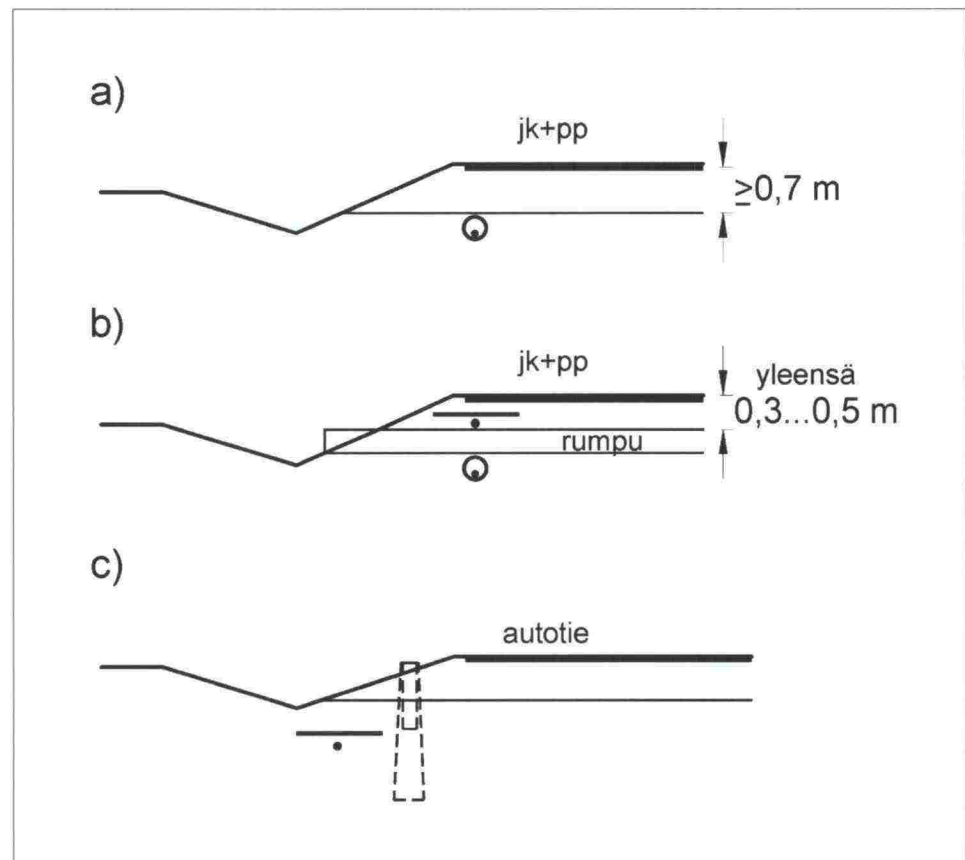 a)
jk+pp
≥0,7 m
b)
jk+pp
yleensä
0,3...0,5 m
rumpu
c)
autotie